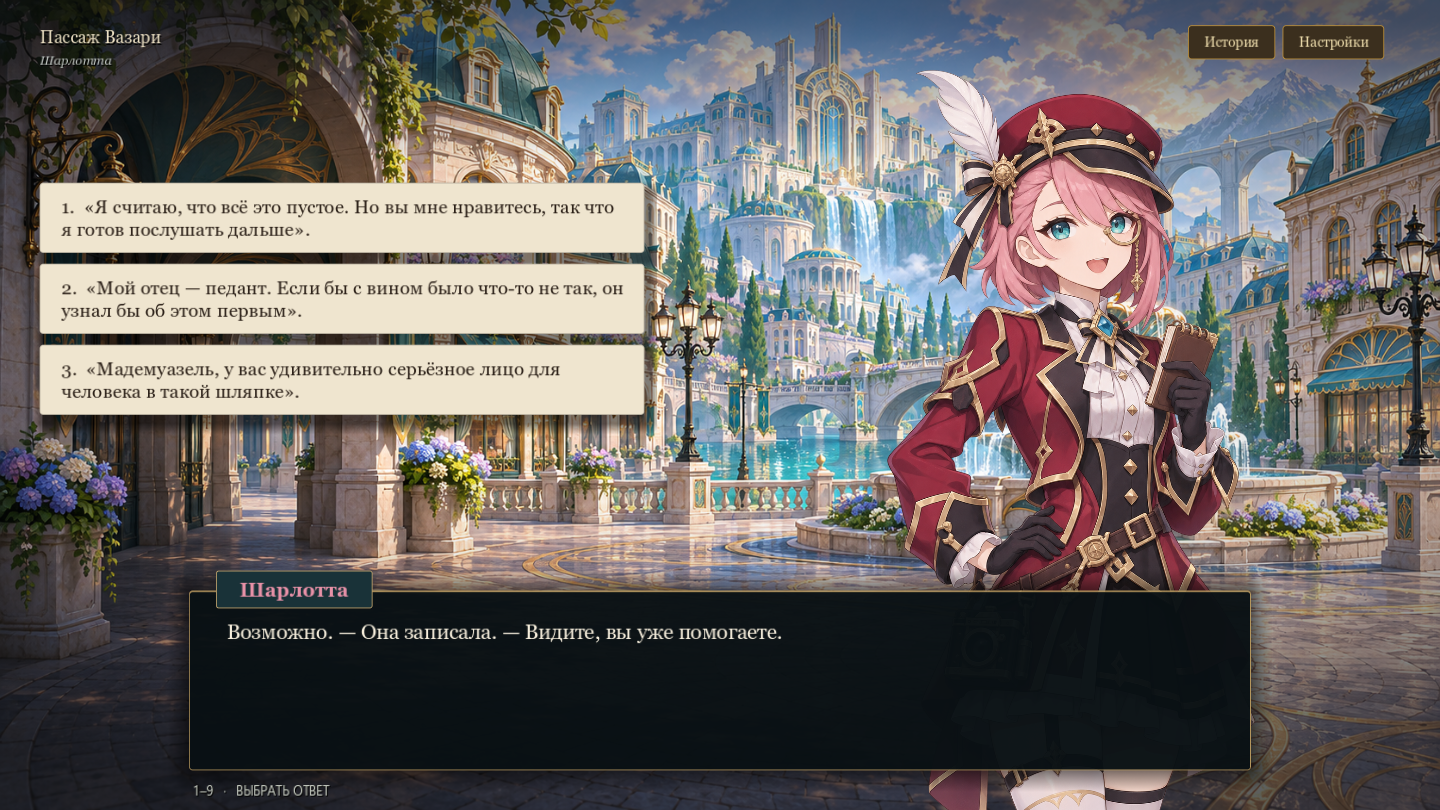 Пассаж Вазари
Шарлотта
История
Настройки
1. «Я считаю, что всё это пустое. Но вы мне нравитесь, так что
я готов послушать дальше».
2. «Мой отец — педант. Если бы с вином было что-то не так, он
узнал бы об этом первым».
3. «Мадемуазель, у вас удивительно серьёзное лицо для
человека в такой шляпке».
Шарлотта
Возможно. — Она записала. — Видите, вы уже помогаете.
1–9 · ВЫБРАТЬ ОТВЕТ